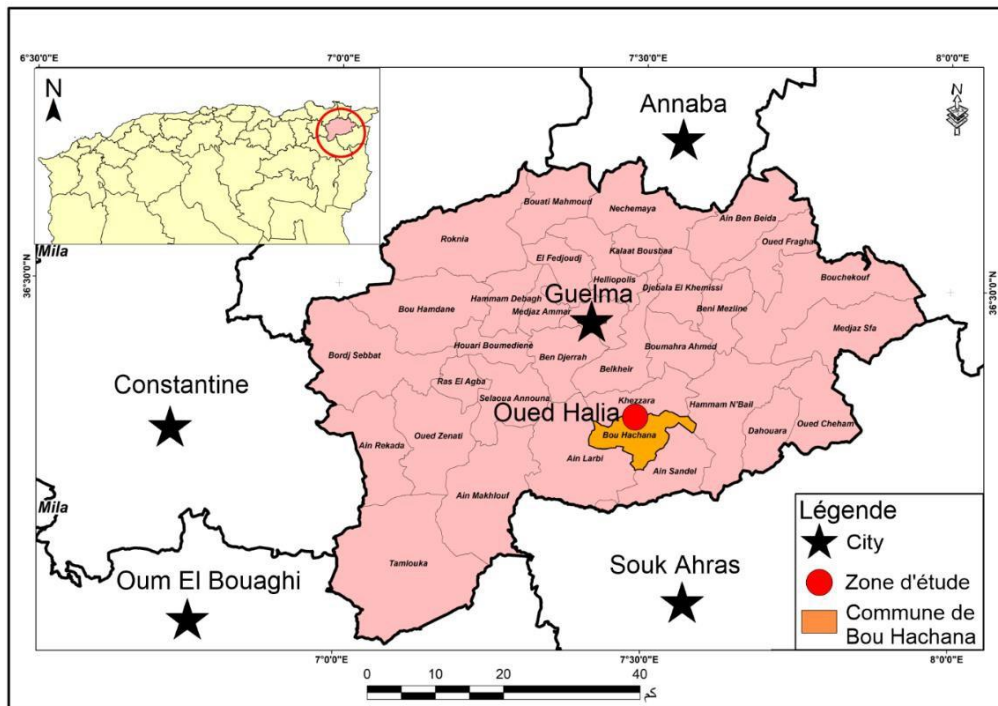 6°30'0"E
7°0'0"E
7°30'0"E
8°0'0"E
N
N
Annaba
Mila
36°30'0"N
36°30'0"N
Bouati Mahmoud
Nechemaya
Ain Ben Beida
Roknia
Oued Fragha
El Fedjoudj
Kalaat Bousbaa
Bouchekouf
Helliopolis
Guelma
Djebala El Khemissi
Hammam Debagh
Bou Hamdane
Medjaz Ammar
Beni Mezline
Medjaz Sfa
Houari Boumediene
Boumahra Ahmed
Bordj Sebbat
Ben Djerrah
Belkheir
Constantine
Ras El Agba
Selaoua Announa
Khezzara
Hammam N'Bail
Oued Halia
Oued Cheham
Dahouara
Ain Rekada
Oued Zenati
Bou Hachana
Ain Larbi
Ain Sandel
Ain Makhlouf
Mila
Tamlouka
Oum El Bouaghi
Souk Ahras
Légende
City
Zone d'étude
Commune de
Bou Hachana
7°0'0"E
7°30'0"E
8°0'0"E
0 10 20 40
كم